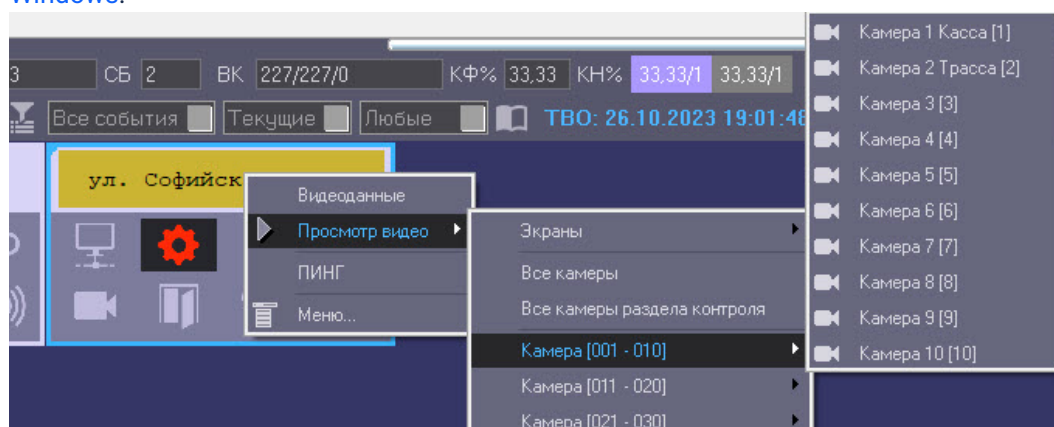 Windows.
3 СБ 2 ВК 227/227/0 КФ% 33,33 КН% 33,33/1 33,33/1
Все события Текущие Любые ТВО: 26.10.2023 19:01:48
ул. Софийск
Видеоданные
Просмотр видео
ПИНГ
Меню...
Экраны
Все камеры
Все камеры раздела контроля
Камера [001 - 010]
Камера [011 - 020]
Камера [021 - 030]
Камера 1 Касса [1]
Камера 2 Трасса [2]
Камера 3 [3]
Камера 4 [4]
Камера 5 [5]
Камера 6 [6]
Камера 7 [7]
Камера 8 [8]
Камера 9 [9]
Камера 10 [10]